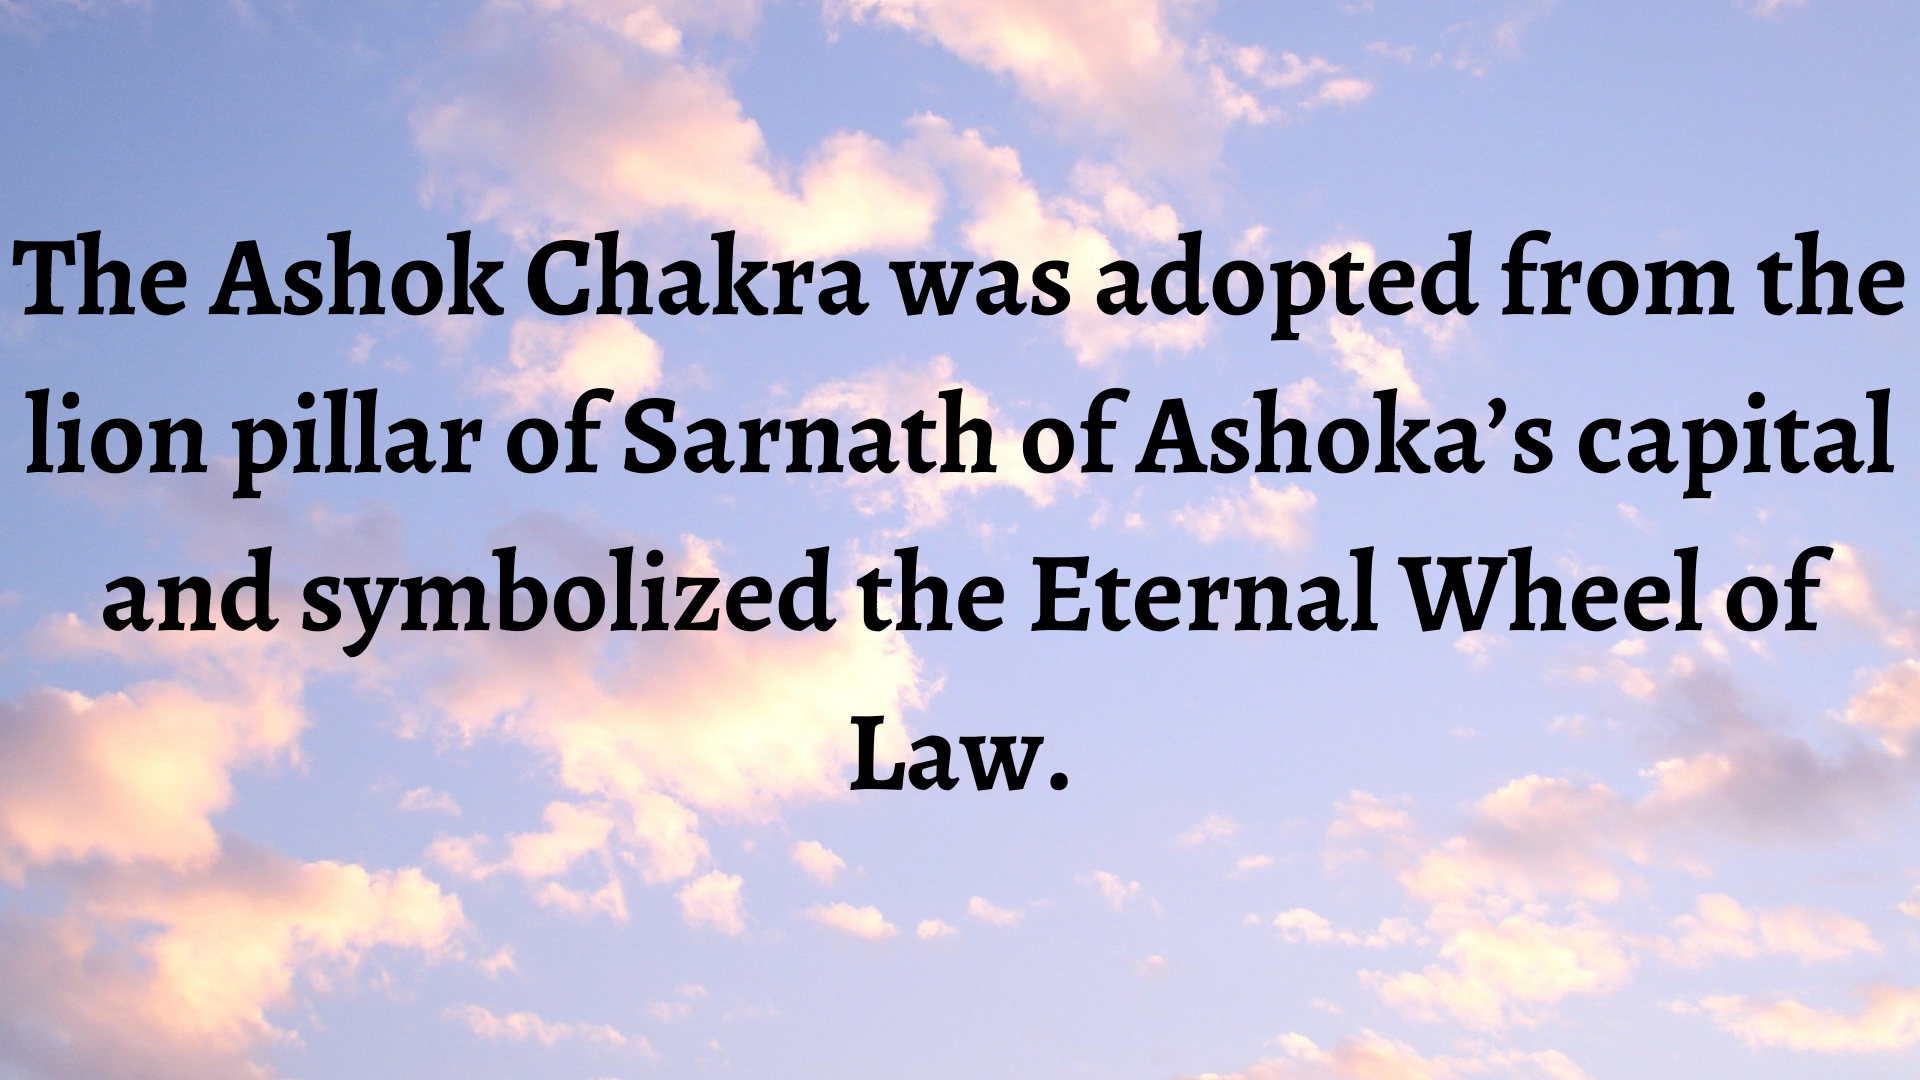 The Ashok Chakra was adopted from the
lion pillar of Sarnath of Ashoka’s capital
and symbolized the Eternal Wheel of
Law.